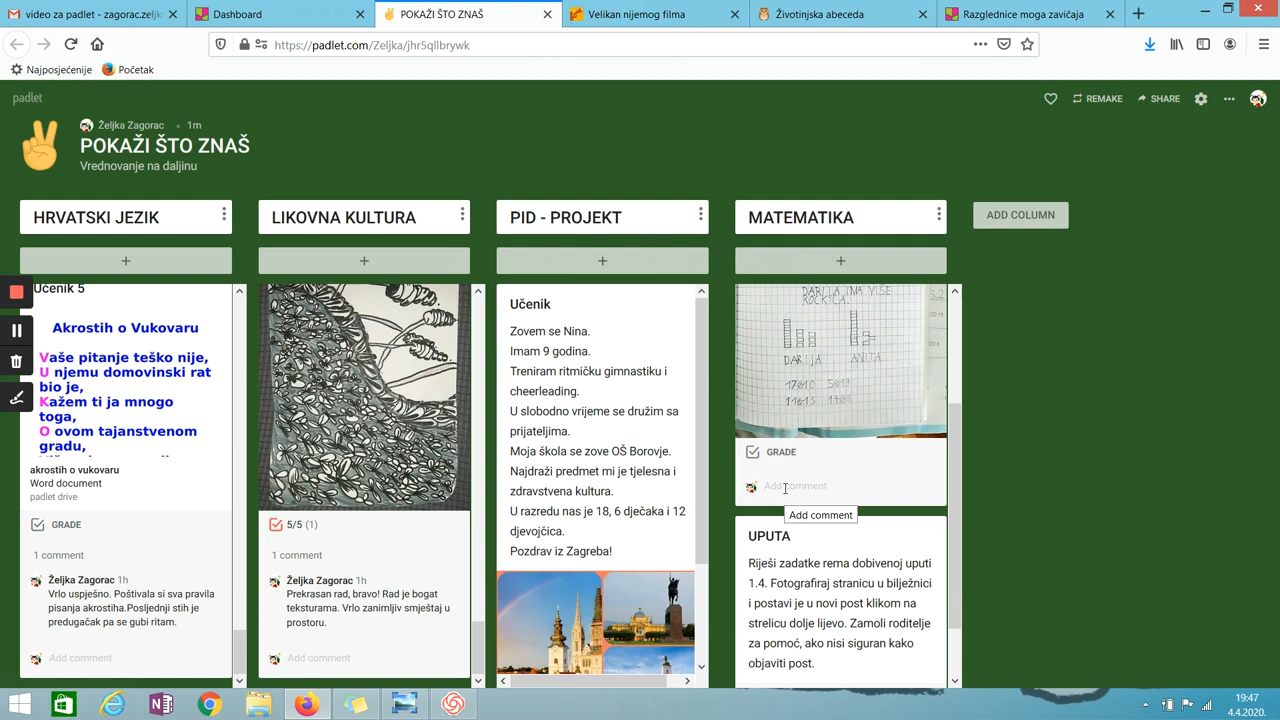 video za padlet - zagorac.zeljk
Dashboard
POKAŽI ŠTO ZNAŠ
Velikan nijemog filma
Životinjska abeceda
Razglednice moga zavičaja
https://padlet.com/Zeljka/jhr5qllbrywk
Najposjećenije
Početak
padlet
REMAKE
SHARE
Željka Zagorac • 1m
POKAŽI ŠTO ZNAŠ
Vrednovanje na daljinu
HRVATSKI JEZIK
LIKOVNA KULTURA
PID - PROJEKT
MATEMATIKA
ADD COLUMN
Učenik 5
Akrostih o Vukovaru
Vaše pitanje teško nije,
U njemu domovinski rat
bio je,
Kažem ti ja mnogo
toga,
O ovom tajanstvenom
gradu,
akrostih o vukovaru
Word document
padlet drive
GRADE
1 comment
Željka Zagorac 1h
Vrlo uspješno. Poštivala si sva pravila
pisanja akrostiha.Posljednji stih je
predugačak pa se gubi ritam.
Add comment
5/5 (1)
1 comment
Željka Zagorac 1h
Prekrasan rad, bravo! Rad je bogat
teksturama. Vrlo zanimljiv smještaj u
prostoru.
Add comment
Učenik
Zovem se Nina.
Imam 9 godina.
Treniram ritmičku gimnastiku i
cheerleading.
U slobodno vrijeme se družim sa
prijateljima.
Moja škola se zove OŠ Borovje.
Najdraži predmet mi je tjelesna i
zdravstvena kultura.
U razredu nas je 18, 6 dječaka i 12
djevojčica.
Pozdrav iz Zagreba!
DARIJA IMA VIŠE
KOCKICA.
DARIJA ANITA
GRADE
Add comment
Add comment
UPUTA
Riješi zadatke rema dobivenoj uputi
1.4. Fotografiraj stranicu u bilježnici
i postavi je u novi post klikom na
strelicu dolje lijevo. Zamoli roditelje
za pomoć, ako nisi siguran kako
objaviti post.
19:47
4.4.2020.